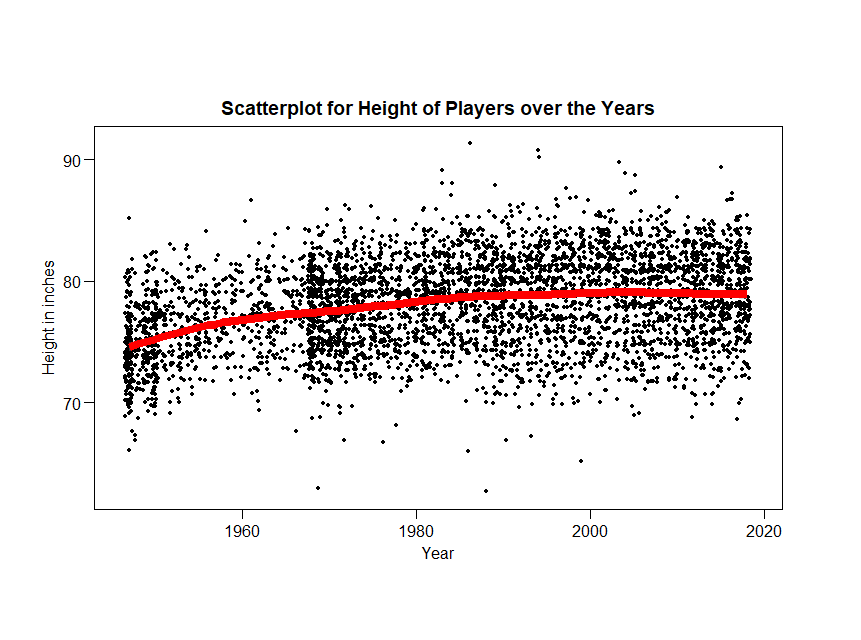 Scatterplot for Height of Players over the Years
90
80
70
Height in inches
1960 1980 2000 2020
Year